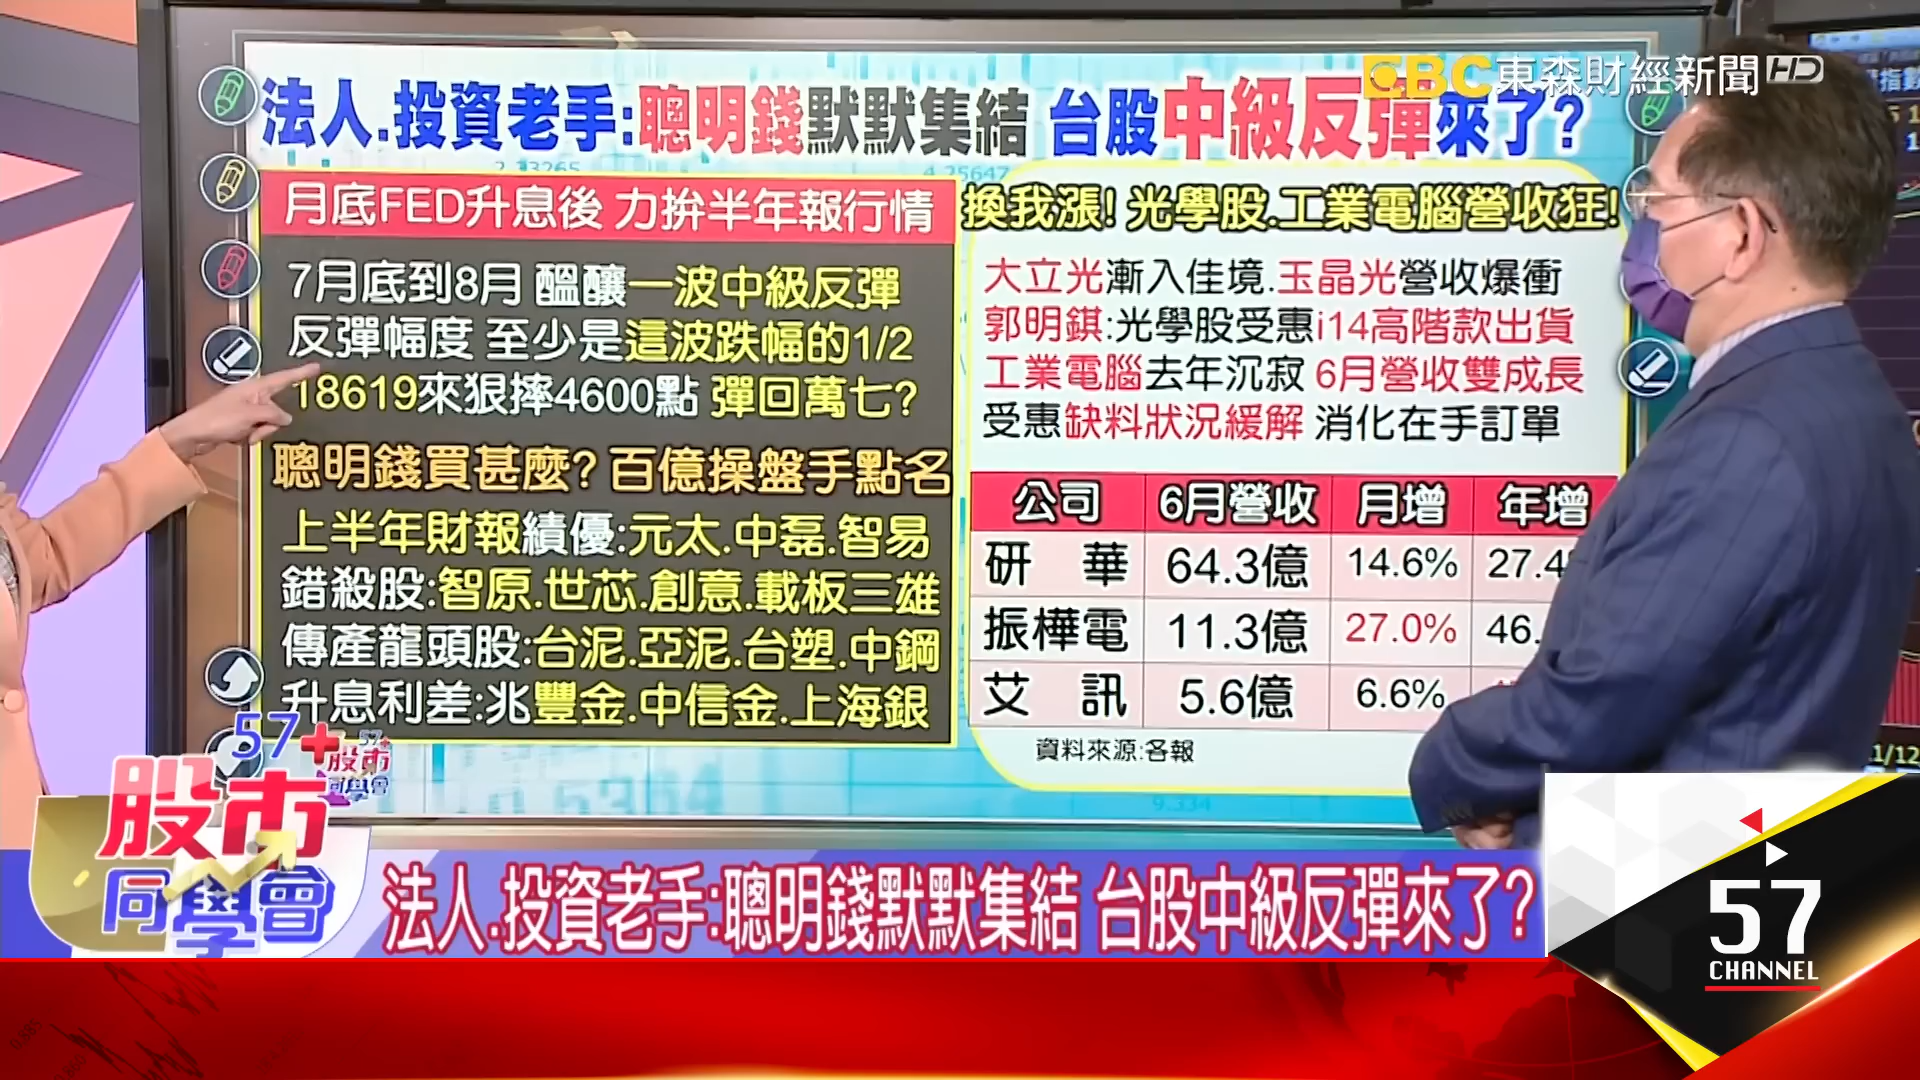 EBC東森財經新聞HD
法人.投資老手:聰明錢默默集結 台股中級反彈來了?
月底FED升息後 力拚半年報行情
7月底到8月 醞釀一波中級反彈
反彈幅度 至少是這波跌幅的1/2
18619來狠摔4600點 彈回萬七?
聰明錢買甚麼? 百億操盤手點名
上半年財報績優:元太.中磊.智易
錯殺股:智原.世芯.創意.載板三雄
傳產龍頭股:台泥.亞泥.台塑.中鋼
升息利差:兆豐金.中信金.上海銀
換我漲! 光學股.工業電腦營收狂!
大立光漸入佳境.玉晶光營收爆衝
郭明錤:光學股受惠i14高階款出貨
工業電腦去年沉寂 6月營收雙成長
受惠缺料狀況緩解 消化在手訂單
公司 6月營收 月增 年增
研 華 64.3億 14.6% 27.4
振樺電 11.3億 27.0% 46.
艾 訊 5.6億 6.6%
資料來源:各報
57+
股市
同學會
57+
股市
同學會
法人.投資老手:聰明錢默默集結 台股中級反彈來了?
57
CHANNEL